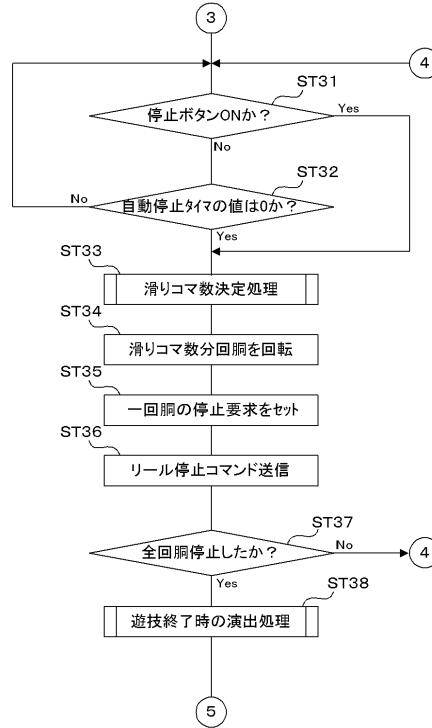 3
4
ST31
停止ボタンONか？
Yes
No
ST32
No
自動停止ﾀｲﾏの値は0か？
Yes
ST33
滑りコマ数決定処理
ST34
滑りコマ数分回胴を回転
ST35
一回胴の停止要求をｾｯﾄ
ST36
リール停止コマンド送信
ST37
全回胴停止したか？
No
4
Yes
ST38
遊技終了時の演出処理
5